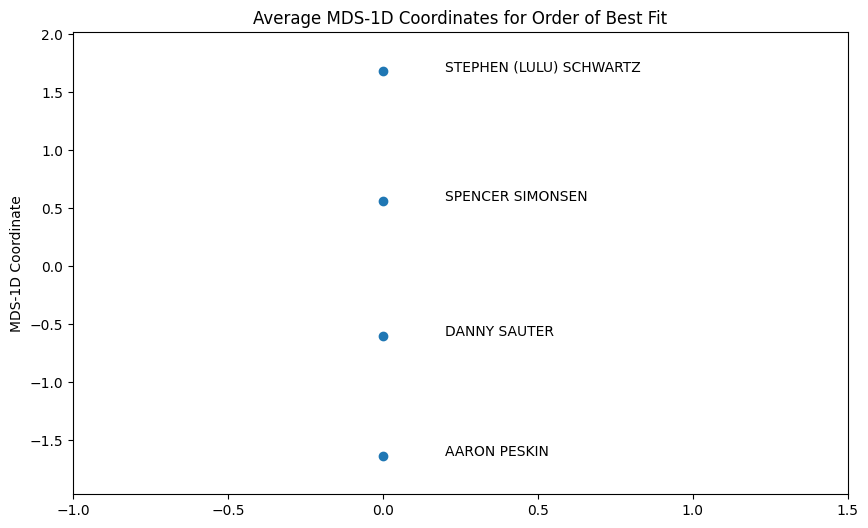 Average MDS-1D Coordinates for Order of Best Fit
2.0
STEPHEN (LULU) SCHWARTZ
1.5
1.0
SPENCER SIMONSEN
0.5
MDS-1D Coordinate
0.0
−0.5
DANNY SAUTER
−1.0
−1.5
AARON PESKIN
−1.0 −0.5 0.0 0.5 1.0 1.5